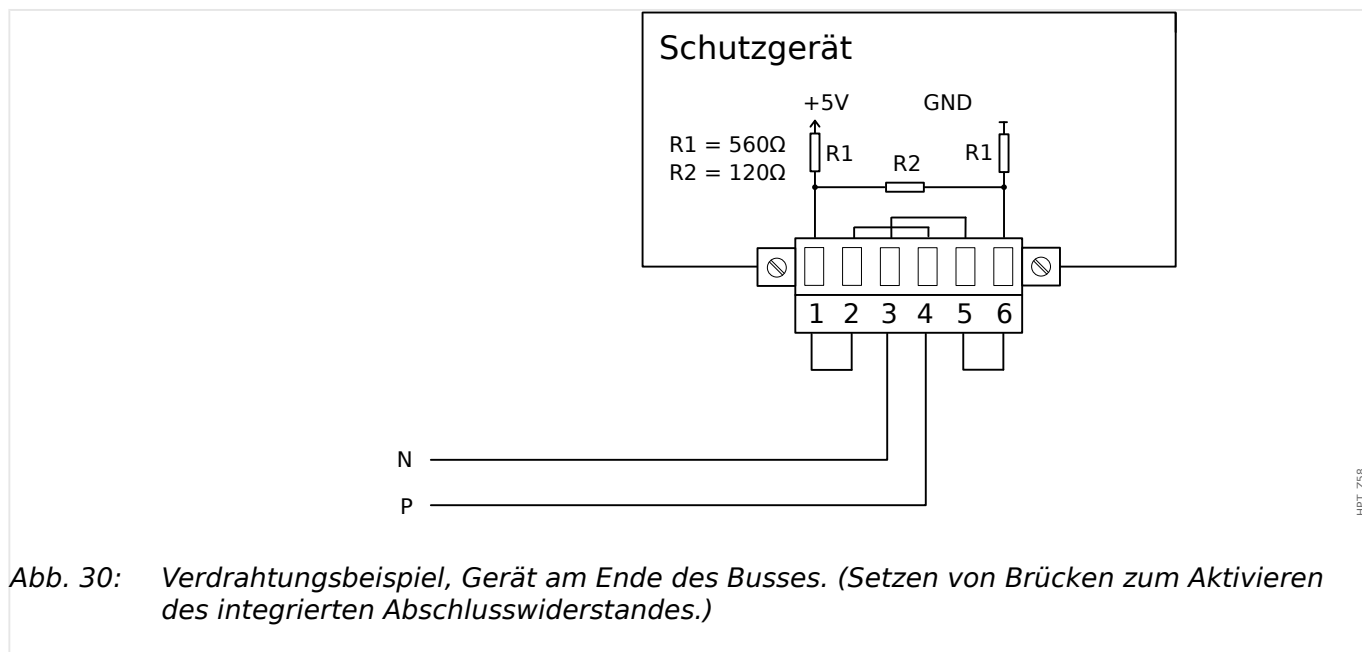 Schutzgerät
+5V GND
R1 = 560Ω
R2 = 120Ω
R1 R2 R1
1 2 3 4 5 6
N
P
HPT_Z58
Abb. 30: Verdrahtungsbeispiel, Gerät am Ende des Busses. (Setzen von Brücken zum Aktivieren
des integrierten Abschlusswiderstandes.)